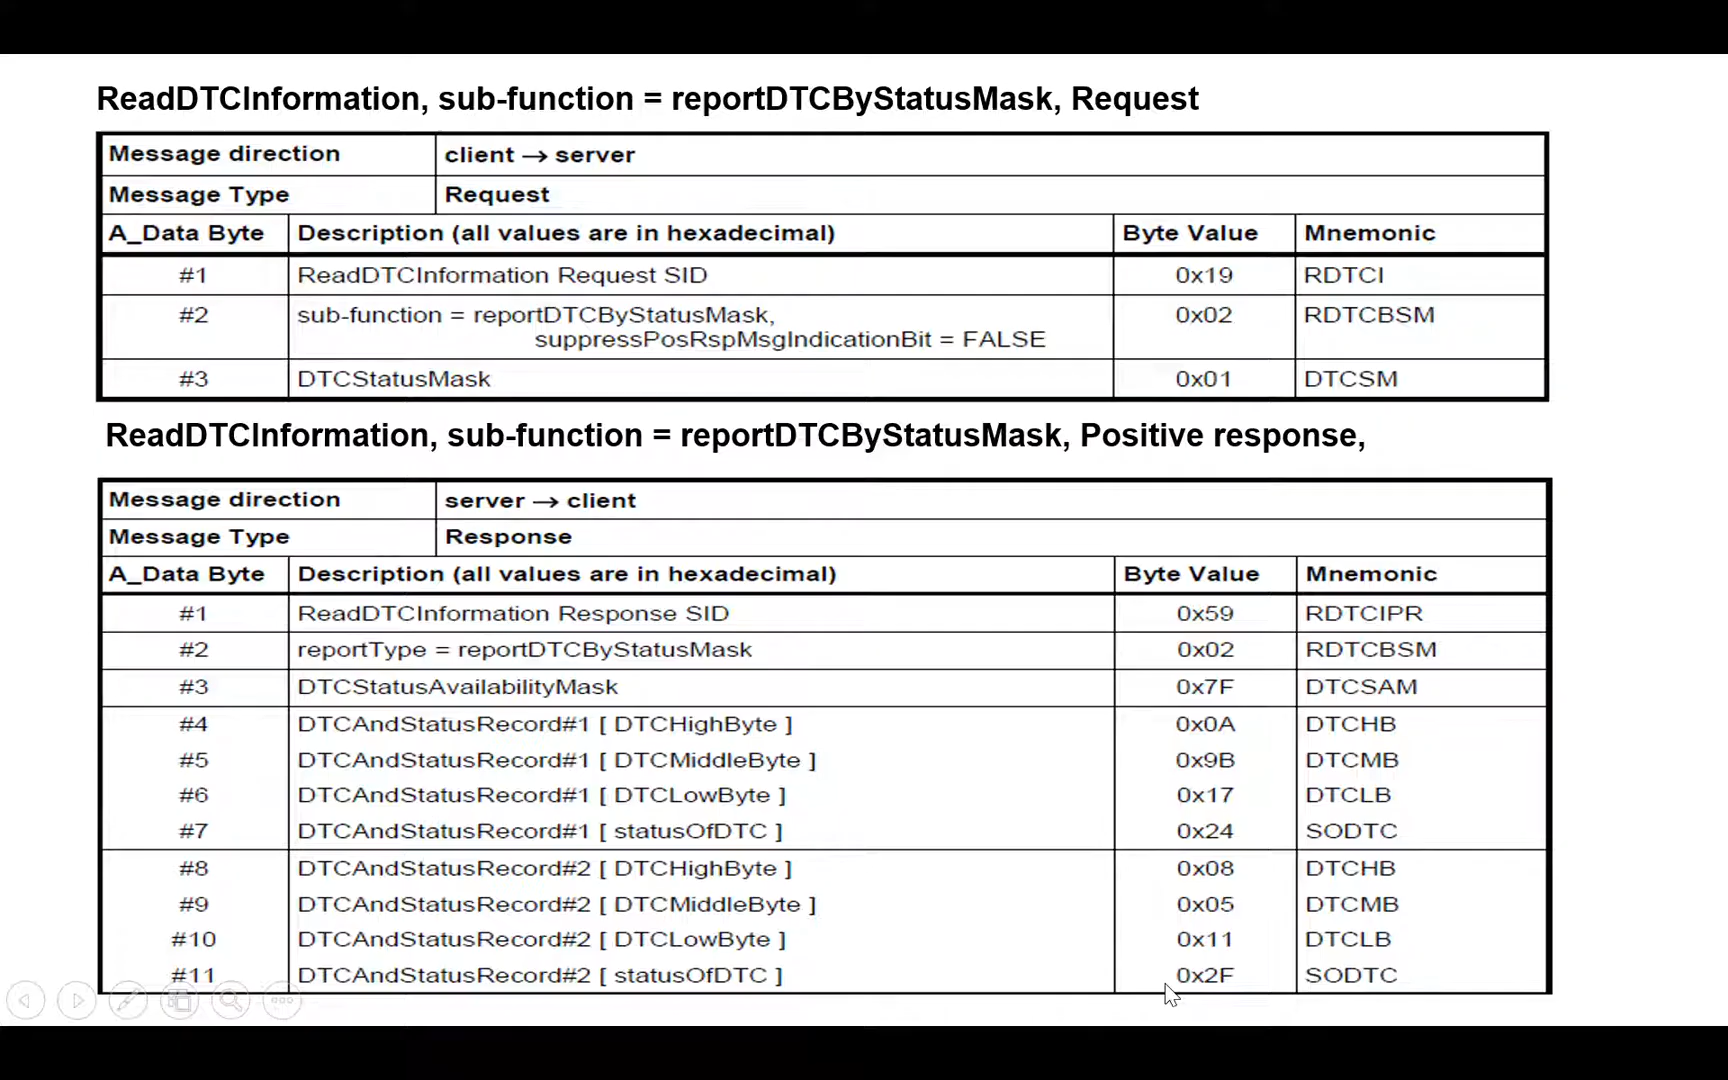 ReadDTCInformation, sub-function = reportDTCByStatusMask, Request
Message direction client → server
Message Type Request
A_Data Byte Description (all values are in hexadecimal) Byte Value Mnemonic
#1 ReadDTCInformation Request SID 0x19 RDTCI
#2 sub-function = reportDTCByStatusMask, 0x02 RDTCBSM
suppressPosRspMsgIndicationBit = FALSE
#3 DTCStatusMask 0x01 DTCSM
ReadDTCInformation, sub-function = reportDTCByStatusMask, Positive response,
Message direction server → client
Message Type Response
A_Data Byte Description (all values are in hexadecimal) Byte Value Mnemonic
#1 ReadDTCInformation Response SID 0x59 RDTCIPR
#2 reportType = reportDTCByStatusMask 0x02 RDTCBSM
#3 DTCStatusAvailabilityMask 0x7F DTCSAM
#4 DTCAndStatusRecord#1 [ DTCHighByte ] 0x0A DTCHB
#5 DTCAndStatusRecord#1 [ DTCMiddleByte ] 0x9B DTCMB
#6 DTCAndStatusRecord#1 [ DTCLowByte ] 0x17 DTCLB
#7 DTCAndStatusRecord#1 [ statusOfDTC ] 0x24 SODTC
#8 DTCAndStatusRecord#2 [ DTCHighByte ] 0x08 DTCHB
#9 DTCAndStatusRecord#2 [ DTCMiddleByte ] 0x05 DTCMB
#10 DTCAndStatusRecord#2 [ DTCLowByte ] 0x11 DTCLB
#11 DTCAndStatusRecord#2 [ statusOfDTC ] 0x2F SODTC